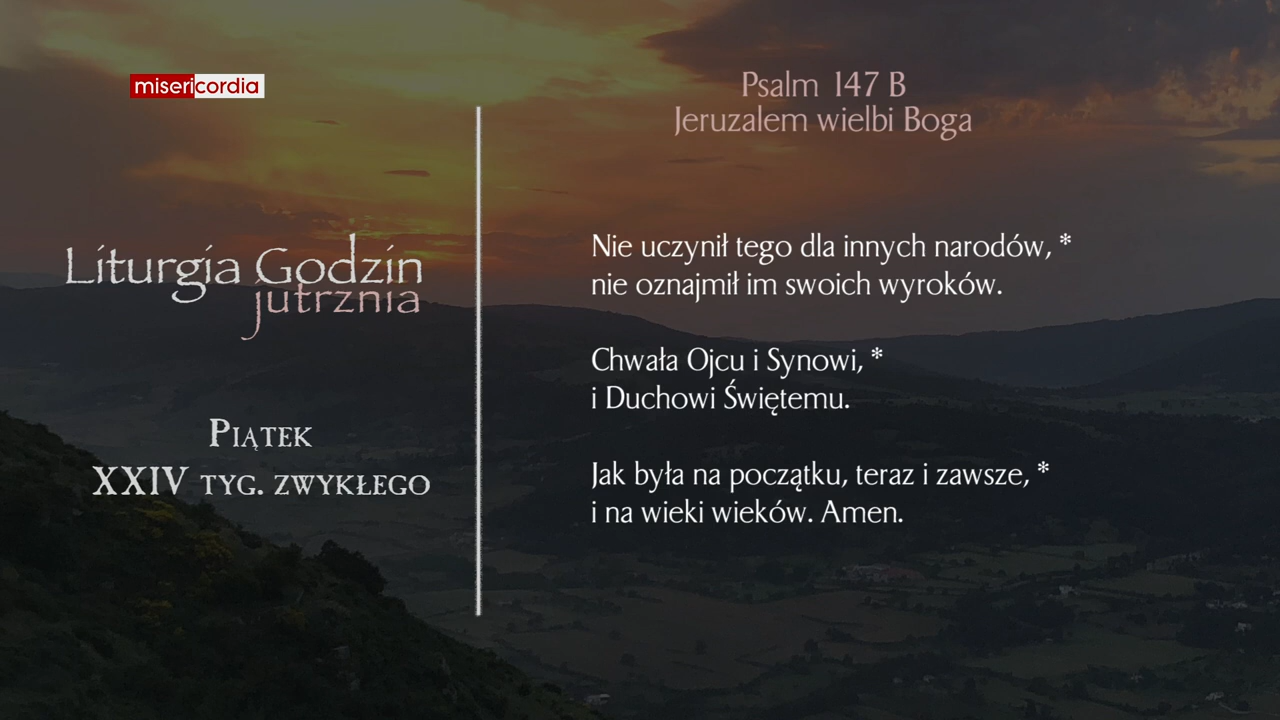 misericordia
Liturgia Godzin
jutrznia
Piątek
XXIV tyg. zwykłego
Psalm 147 B
Jeruzalem wielbi Boga
Nie uczynił tego dla innych narodów, *
nie oznajmił im swoich wyroków.
Chwała Ojcu i Synowi, *
i Duchowi Świętemu.
Jak była na początku, teraz i zawsze, *
i na wieki wieków. Amen.